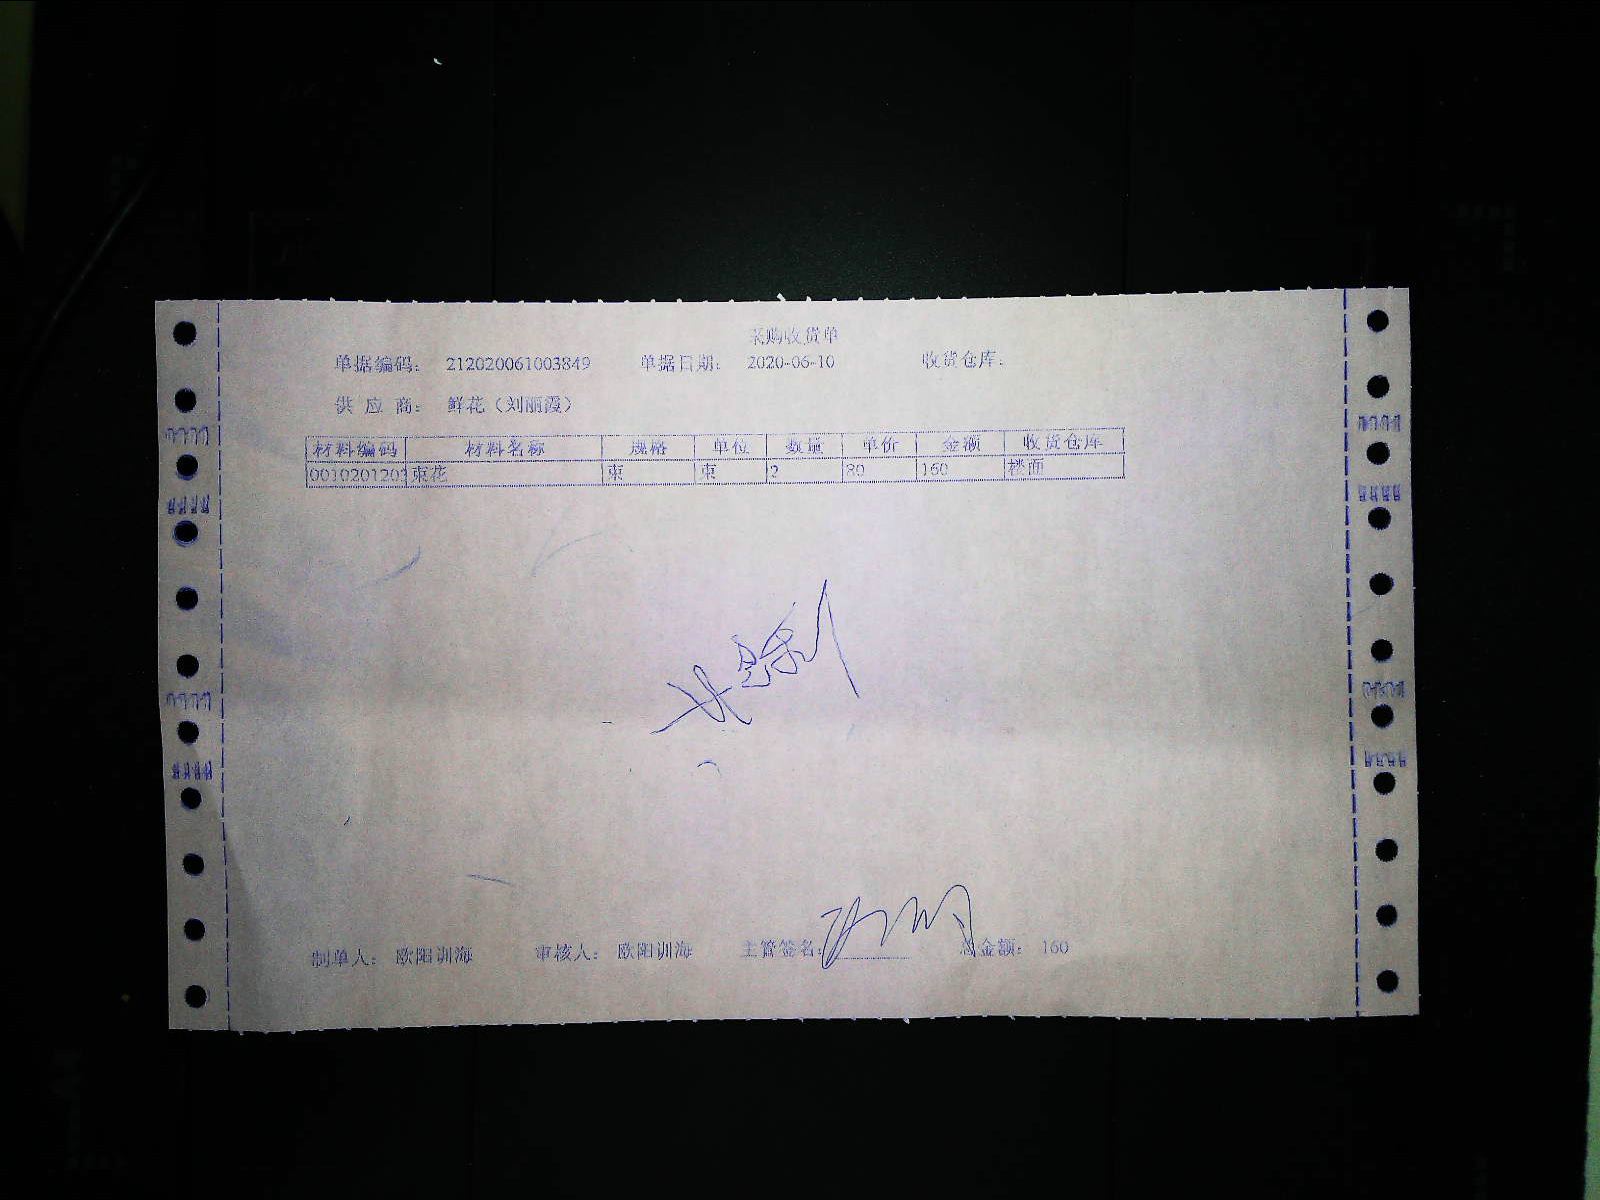 采购收货单
单据编码: 212020061003849 单据日期: 2020-06-10 收货仓库:
供应商: 鲜花（刘丽霞）
材料编码 材料名称 规格 单位 数量 单价 金额 收货仓库
0010201203 束花 束 束 2 80 160 楼面
制单人: 欧阳训海 审核人: 欧阳训海 主管签名: 总金额: 160